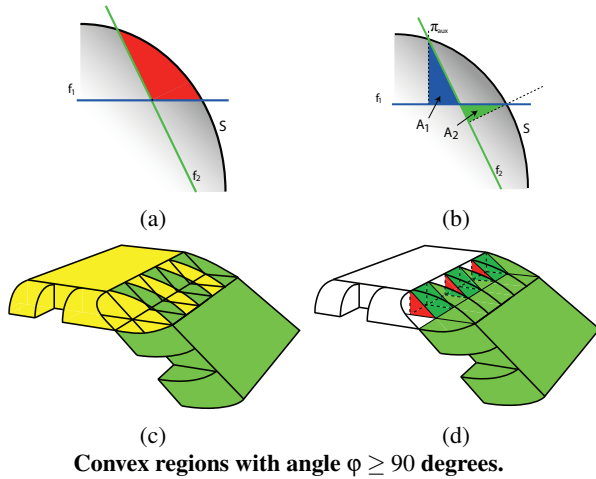 f₁
S
f₂
(a)
πaux
f₁
A₁
A₂
S
f₂
(b)
(c)
(d)
Convex regions with angle φ ≥ 90 degrees.